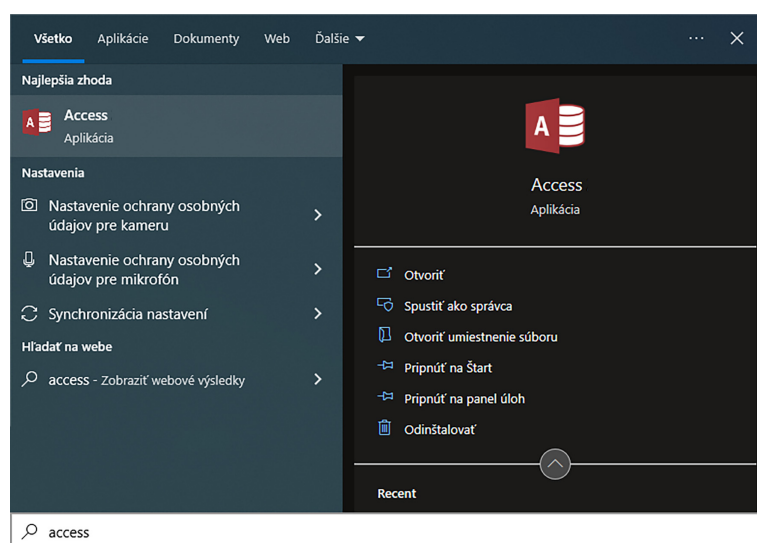 Všetko Aplikácie Dokumenty Web Ďalšie
Najlepšia zhoda
Access
Aplikácia
Nastavenia
Nastavenie ochrany osobných
údajov pre kameru
Nastavenie ochrany osobných
údajov pre mikrofón
Synchronizácia nastavení
Hľadať na webe
access - Zobraziť webové výsledky
A
A
Access
Aplikácia
Otvoriť
Spustiť ako správca
Otvoriť umiestnenie súboru
Pripnúť na Štart
Pripnúť na panel úloh
Odinštalovať
Recent
access